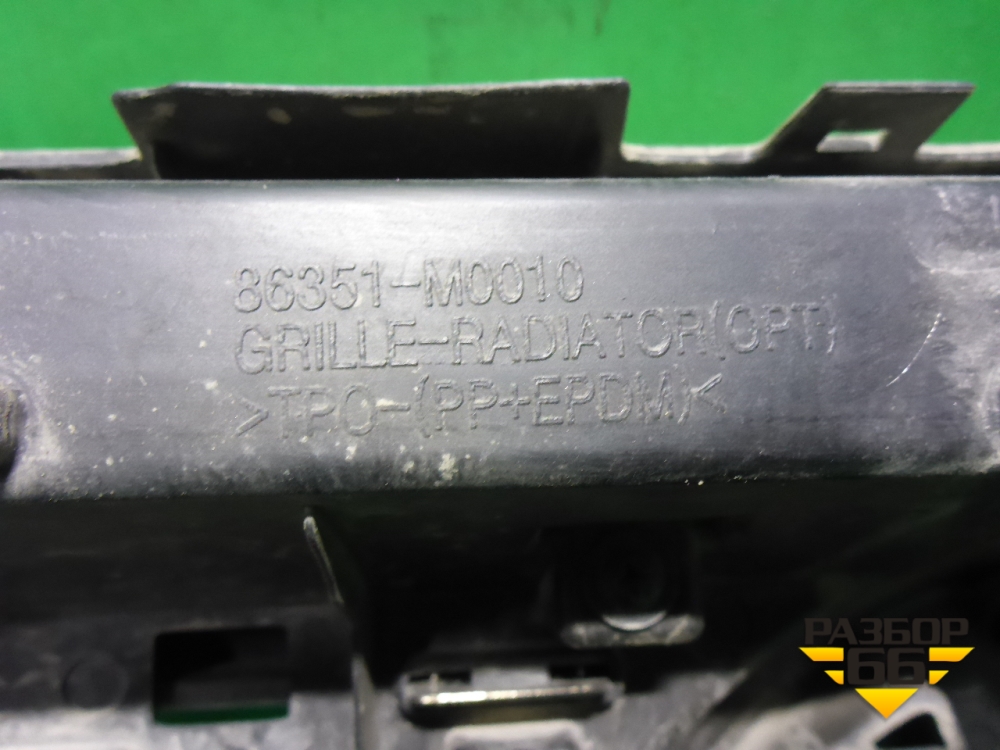 86351-M0010
GRILLE-RADIATOR(OPT)
>TPO-(PP+EPDM)<
РАЗБОР
66